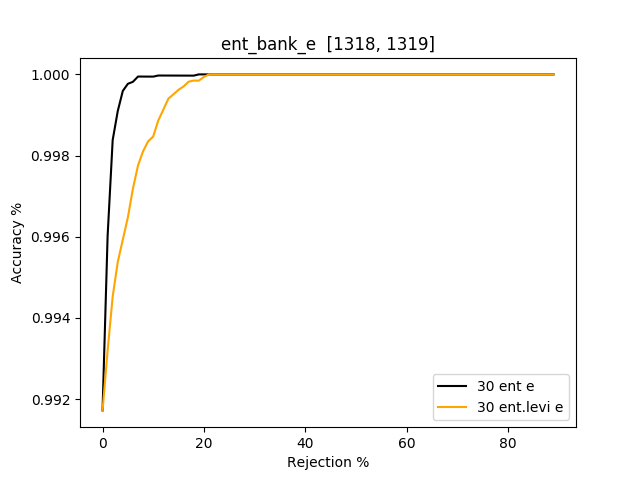 ent_bank_e  [1318, 1319]
Accuracy %
1.000
0.998
0.996
0.994
0.992
0
20
40
60
80
Rejection %
30 ent e
30 ent.levi e